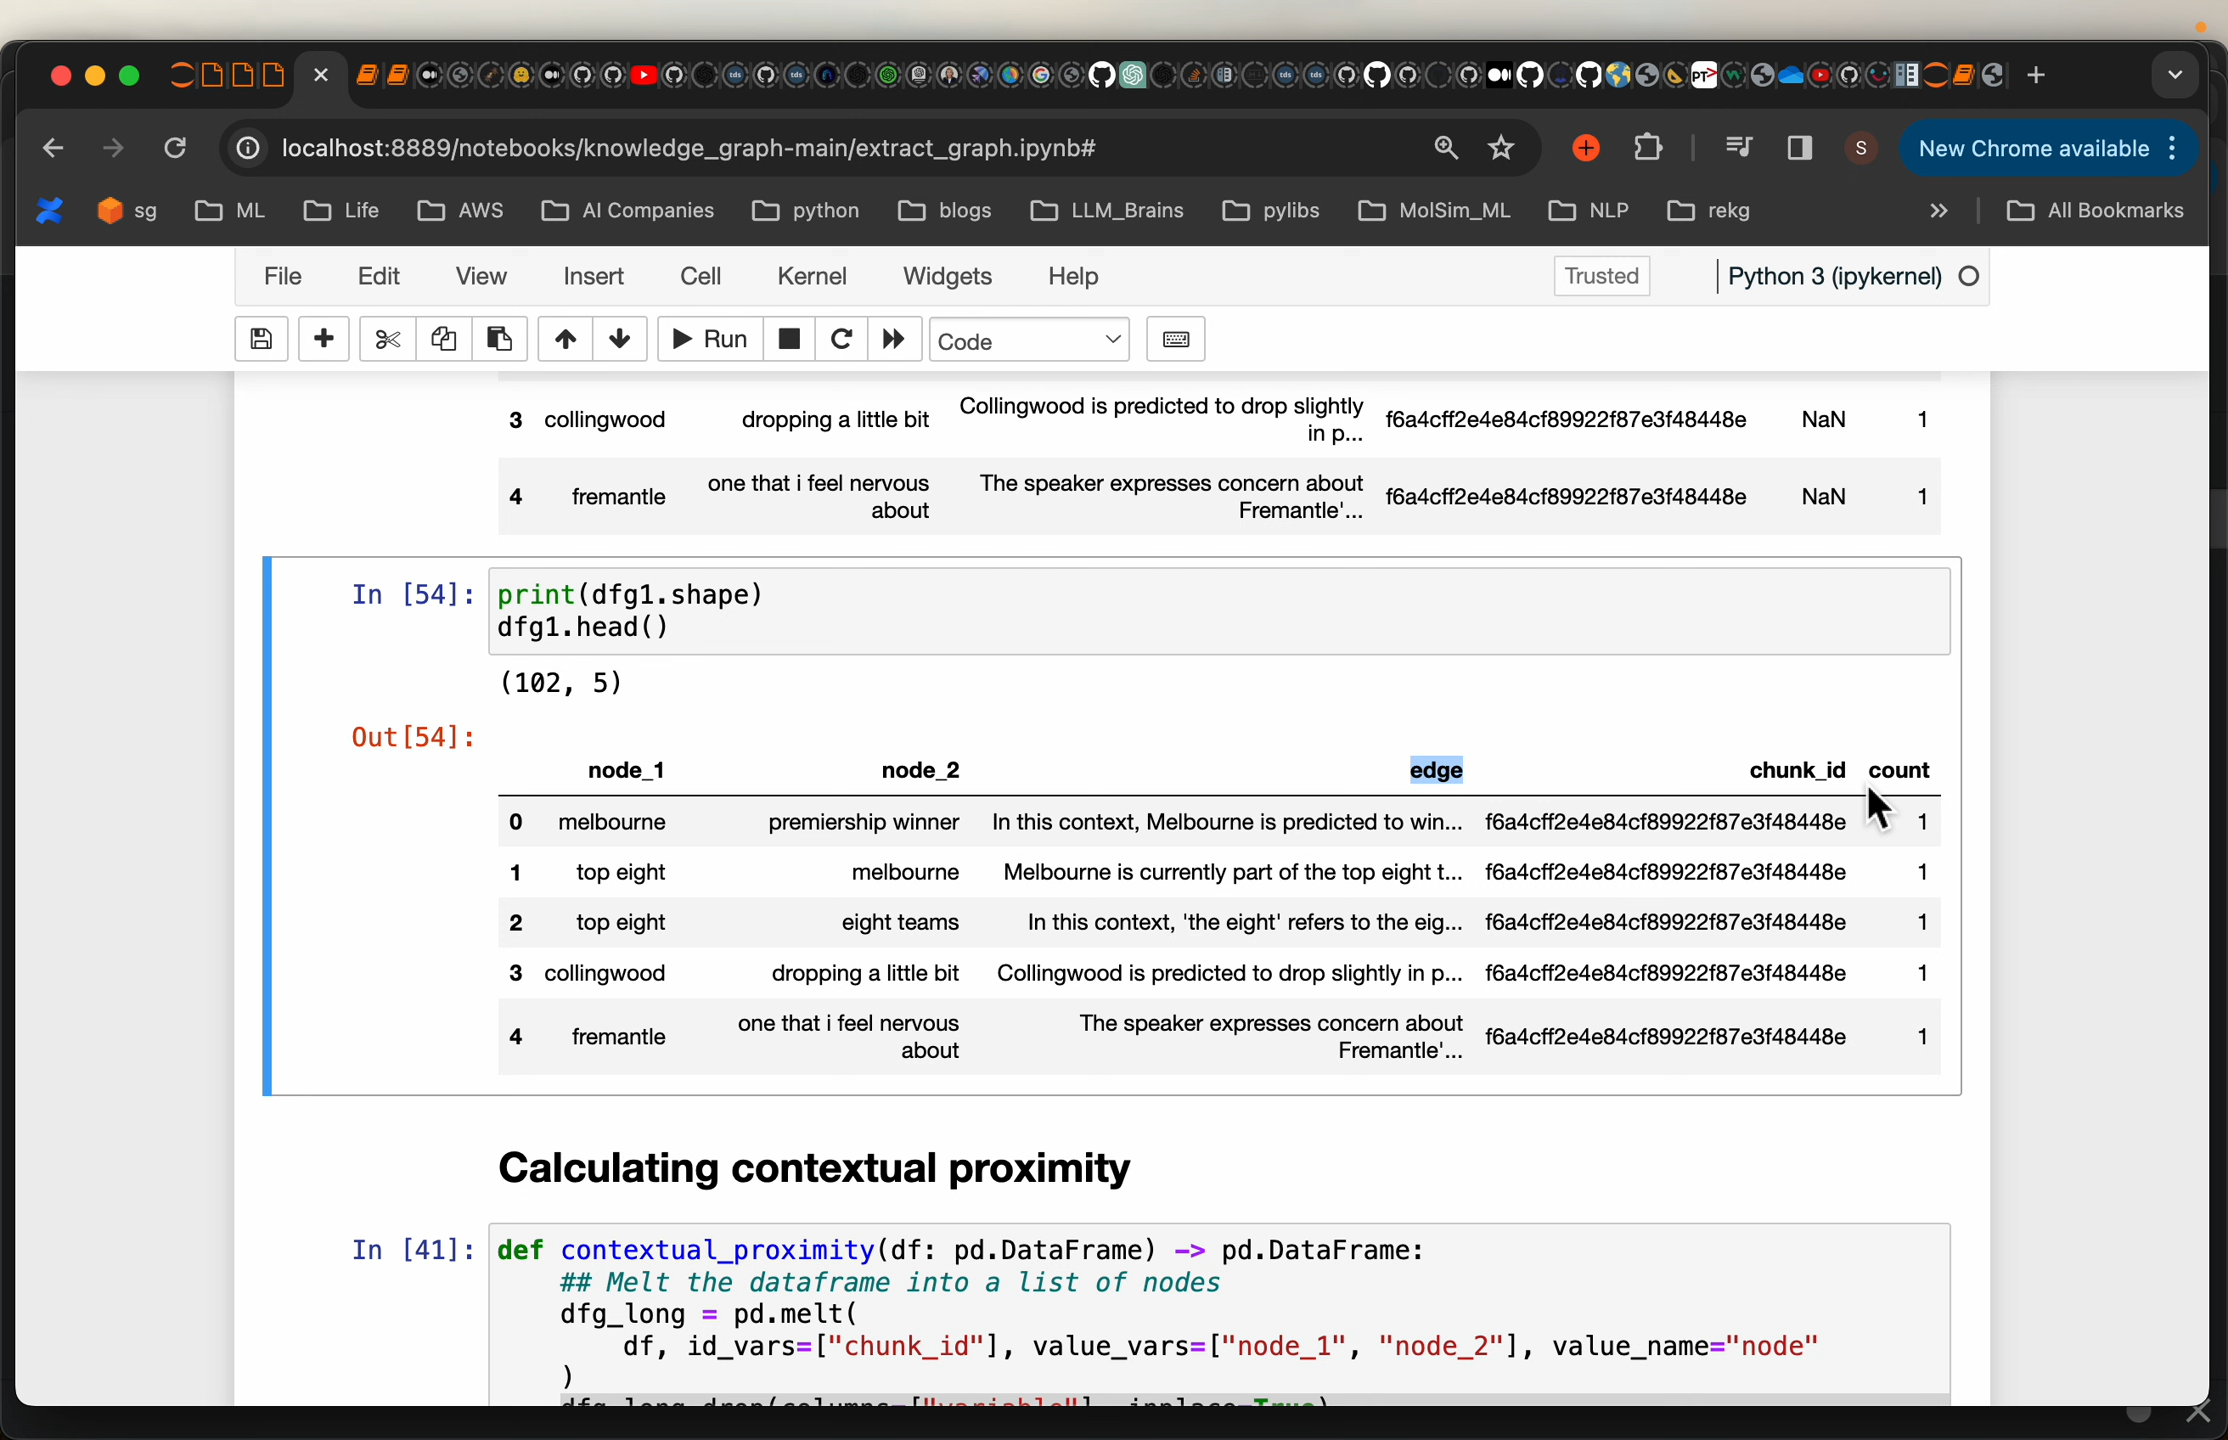 localhost:8889/notebooks/knowledge_graph-main/extract_graph.ipynb#
S
New Chrome available
sg ML Life AWS AI Companies python blogs LLM_Brains pylibs MolSim_ML NLP rekg » All Bookmarks
File Edit View Insert Cell Kernel Widgets Help Trusted Python 3 (ipykernel)
Run Code
3 collingwood dropping a little bit Collingwood is predicted to drop slightly in p... f6a4cff2e4e84cf89922f87e3f48448e NaN 1
4 fremantle one that i feel nervous about The speaker expresses concern about Fremantle'... f6a4cff2e4e84cf89922f87e3f48448e NaN 1
In [54]: print(dfg1.shape)
dfg1.head()
(102, 5)
Out[54]:
node_1 node_2 edge chunk_id count
0 melbourne premiership winner In this context, Melbourne is predicted to win... f6a4cff2e4e84cf89922f87e3f48448e 1
1 top eight melbourne Melbourne is currently part of the top eight t... f6a4cff2e4e84cf89922f87e3f48448e 1
2 top eight eight teams In this context, 'the eight' refers to the eig... f6a4cff2e4e84cf89922f87e3f48448e 1
3 collingwood dropping a little bit Collingwood is predicted to drop slightly in p... f6a4cff2e4e84cf89922f87e3f48448e 1
4 fremantle one that i feel nervous about The speaker expresses concern about Fremantle'... f6a4cff2e4e84cf89922f87e3f48448e 1
Calculating contextual proximity
In [41]: def contextual_proximity(df: pd.DataFrame) -> pd.DataFrame:
## Melt the dataframe into a list of nodes
dfg_long = pd.melt(
df, id_vars=["chunk_id"], value_vars=["node_1", "node_2"], value_name="node"
)
dfg_long.drop(columns=["variable"], inplace=True)